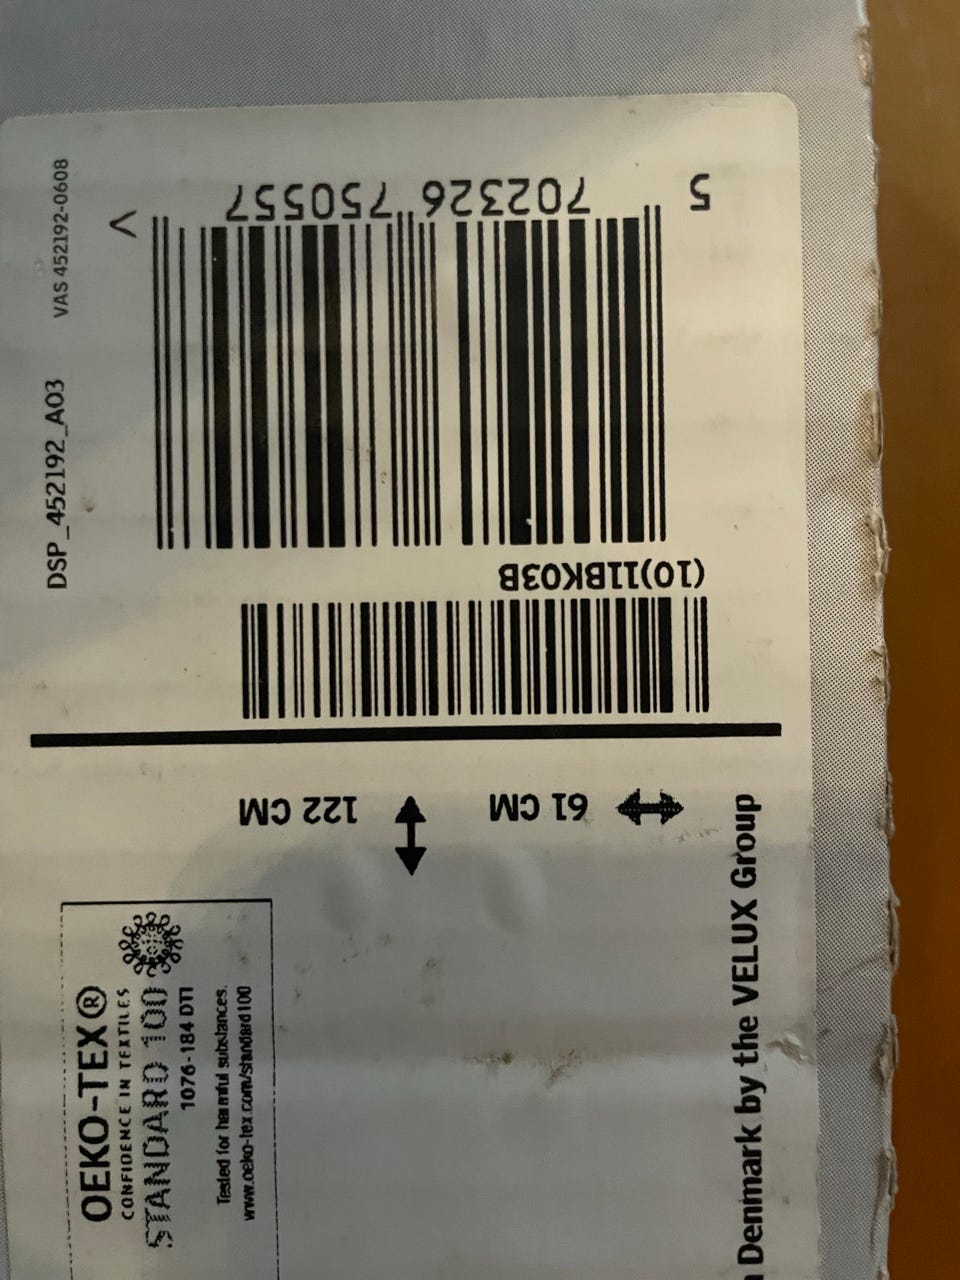 VAS 452192-0608
DSP_452192_A03
5 702326 750557 >
(10)11BK03B
61 CM
122 CM
OEKO-TEX®
CONFIDENCE IN TEXTILES
STANDARD 100
1076-184 DTI
Tested for harmful substances.
www.oeko-tex.com/standard100
Denmark by the VELUX Group